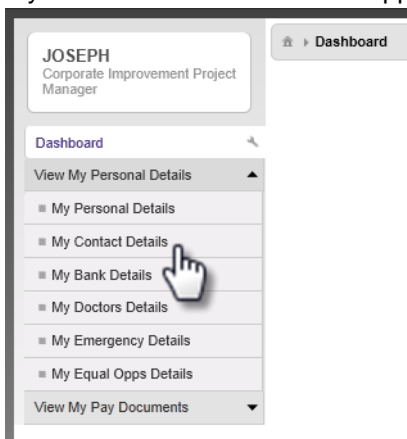 JOSEPH
Corporate Improvement Project
Manager
Dashboard
Dashboard
View My Personal Details
My Personal Details
My Contact Details
My Bank Details
My Doctors Details
My Emergency Details
My Equal Opps Details
View My Pay Documents